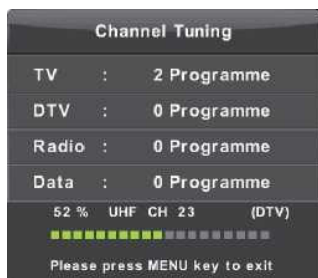 Channel Tuning
TV : 2 Programme
DTV : 0 Programme
Radio : 0 Programme
Data : 0 Programme
52 % UHF CH 23 (DTV)
Please press MENU key to exit